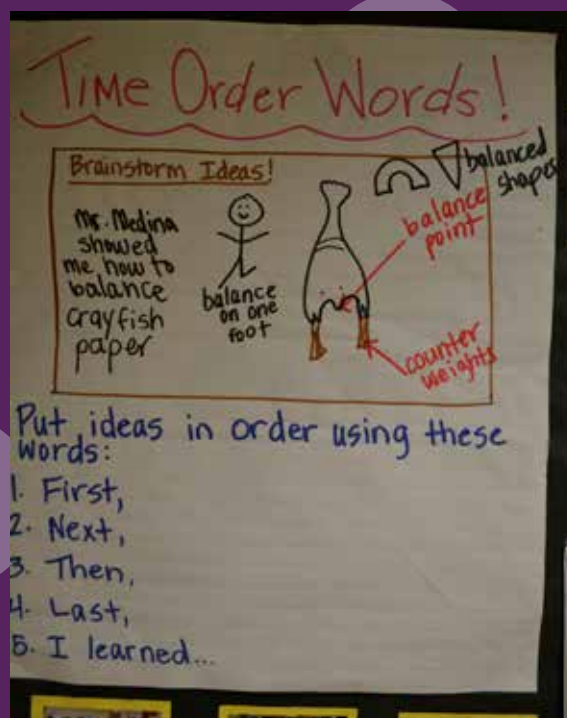 Time Order Words!
Brainstorm Ideas!
Mr. Medina
showed
me how to
balance
crayfish
paper
balance
on one
foot
balanced
shapes
balance
point
counter
weights
Put ideas in order using these
words:
1. First,
2. Next,
3. Then,
4. Last,
5. I learned...